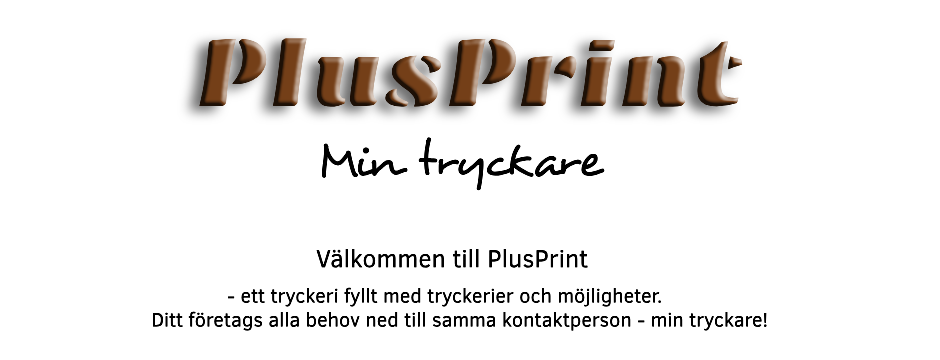 PlusPrint
Min tryckare
Välkommen till PlusPrint
- ett tryckeri fyllt med tryckerier och möjligheter.
Ditt företags alla behov ned till samma kontaktperson - min tryckare!